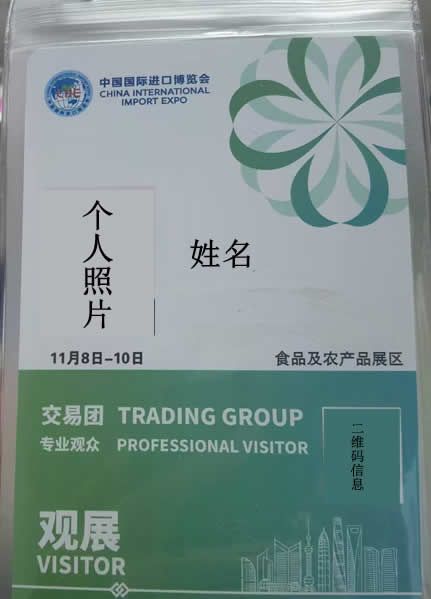 中国国际进口博览会
CHINA INTERNATIONAL
IMPORT EXPO
个人照片
姓名
11月8日-10日
食品及农产品展区
交易团 TRADING GROUP
专业观众 PROFESSIONAL VISITOR
二维码信息
观展
VISITOR